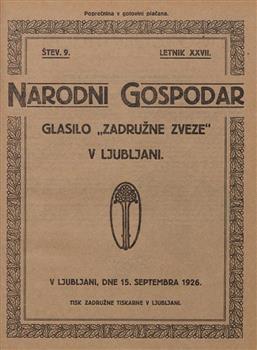 Poprečnina v gotovini plačana.
ŠTEV. 9.
LETNIK XXVII.
NARODNI GOSPODAR
GLASILO „ZADRUŽNE ZVEZE“
V LJUBLJANI.
V LJUBLJANI, DNE 15. SEPTEMBRA 1926.
TISK ZADRUŽNE TISKARNE V LJUBLJANI.